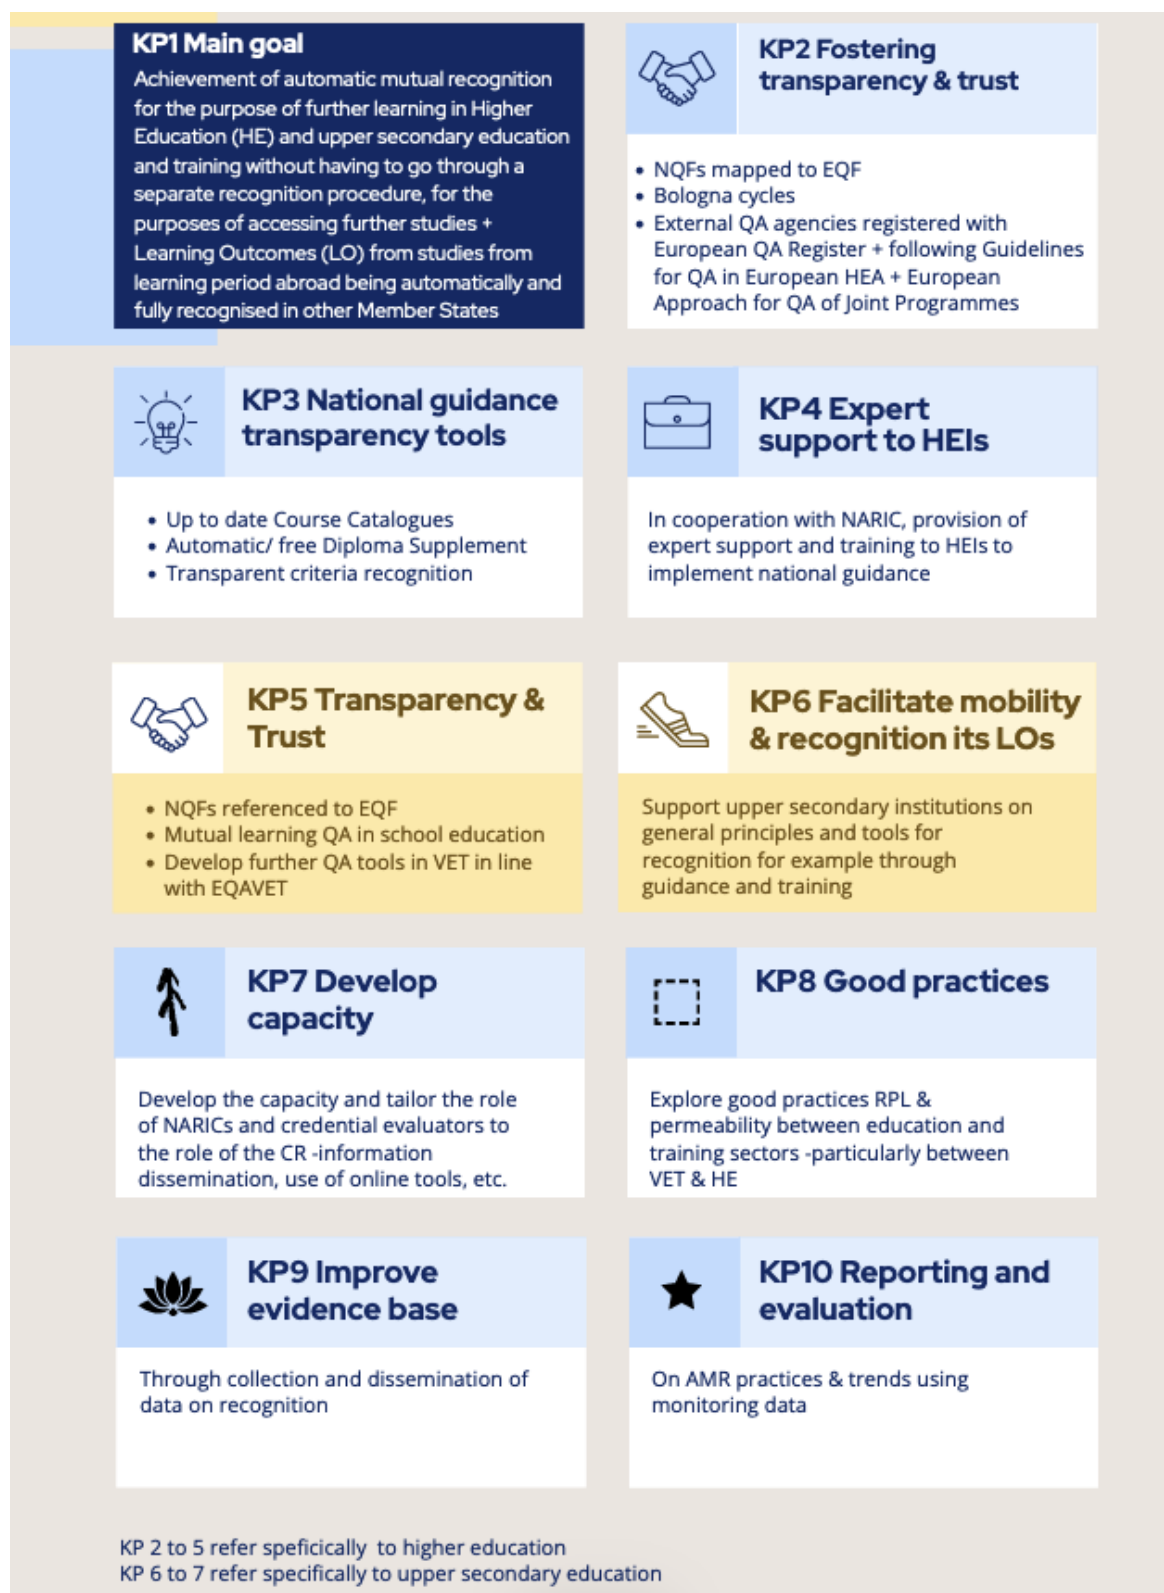 KP1 Main goal
Achievement of automatic mutual recognition
for the purpose of further learning in Higher
Education (HE) and upper secondary education
and training without having to go through a
separate recognition procedure, for the
purposes of accessing further studies +
Learning Outcomes (LO) from studies from
learning period abroad being automatically and
fully recognised in other Member States
KP2 Fostering
transparency & trust
• NQFs mapped to EQF
• Bologna cycles
• External QA agencies registered with
European QA Register + following Guidelines
for QA in European HEA + European
Approach for QA of Joint Programmes
KP3 National guidance
transparency tools
• Up to date Course Catalogues
• Automatic/ free Diploma Supplement
• Transparent criteria recognition
KP4 Expert
support to HEIs
In cooperation with NARIC, provision of
expert support and training to HEIs to
implement national guidance
KP5 Transparency &
Trust
• NQFs referenced to EQF
• Mutual learning QA in school education
• Develop further QA tools in VET in line
with EQAVET
KP6 Facilitate mobility
& recognition its LOs
Support upper secondary institutions on
general principles and tools for
recognition for example through
guidance and training
KP7 Develop
capacity
Develop the capacity and tailor the role
of NARICs and credential evaluators to
the role of the CR -information
dissemination, use of online tools, etc.
KP8 Good practices
Explore good practices RPL &
permeability between education and
training sectors -particularly between
VET & HE
KP9 Improve
evidence base
Through collection and dissemination of
data on recognition
KP10 Reporting and
evaluation
On AMR practices & trends using
monitoring data
KP 2 to 5 refer speficically  to higher education
KP 6 to 7 refer specifically to upper secondary education